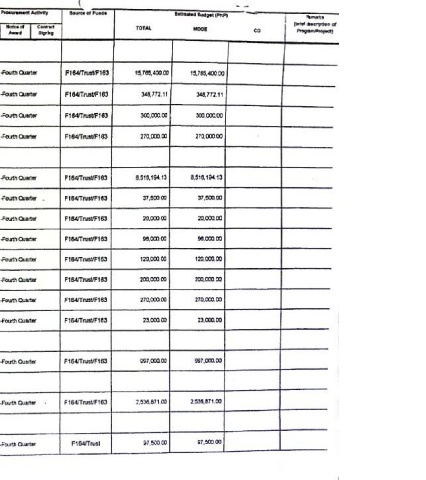 Procurement Activity Source of Funds Estimated Budget (PhP) Remarks
Notice of Award Contract Signing TOTAL MOOE CO (brief description of Program/Project)
-Fourth Quarter F164/Trust/F163 15,765,400.00 15,765,400.00
-Fourth Quarter F164/Trust/F163 348,772.11 348,772.11
-Fourth Quarter F164/Trust/F163 300,000.00 300,000.00
-Fourth Quarter F164/Trust/F163 270,000.00 270,000.00
-Fourth Quarter F164/Trust/F163 8,516,194.13 8,516,194.13
-Fourth Quarter F164/Trust/F163 37,500.00 37,500.00
-Fourth Quarter F164/Trust/F163 20,000.00 20,000.00
-Fourth Quarter F164/Trust/F163 96,000.00 96,000.00
-Fourth Quarter F164/Trust/F163 120,000.00 120,000.00
-Fourth Quarter F164/Trust/F163 200,000.00 200,000.00
-Fourth Quarter F164/Trust/F163 270,000.00 270,000.00
-Fourth Quarter F164/Trust/F163 23,000.00 23,000.00
-Fourth Quarter F164/Trust/F163 997,000.00 997,000.00
-Fourth Quarter F164/Trust/F163 2,536,871.00 2,536,871.00
-Fourth Quarter F164/Trust 97,500.00 97,500.00